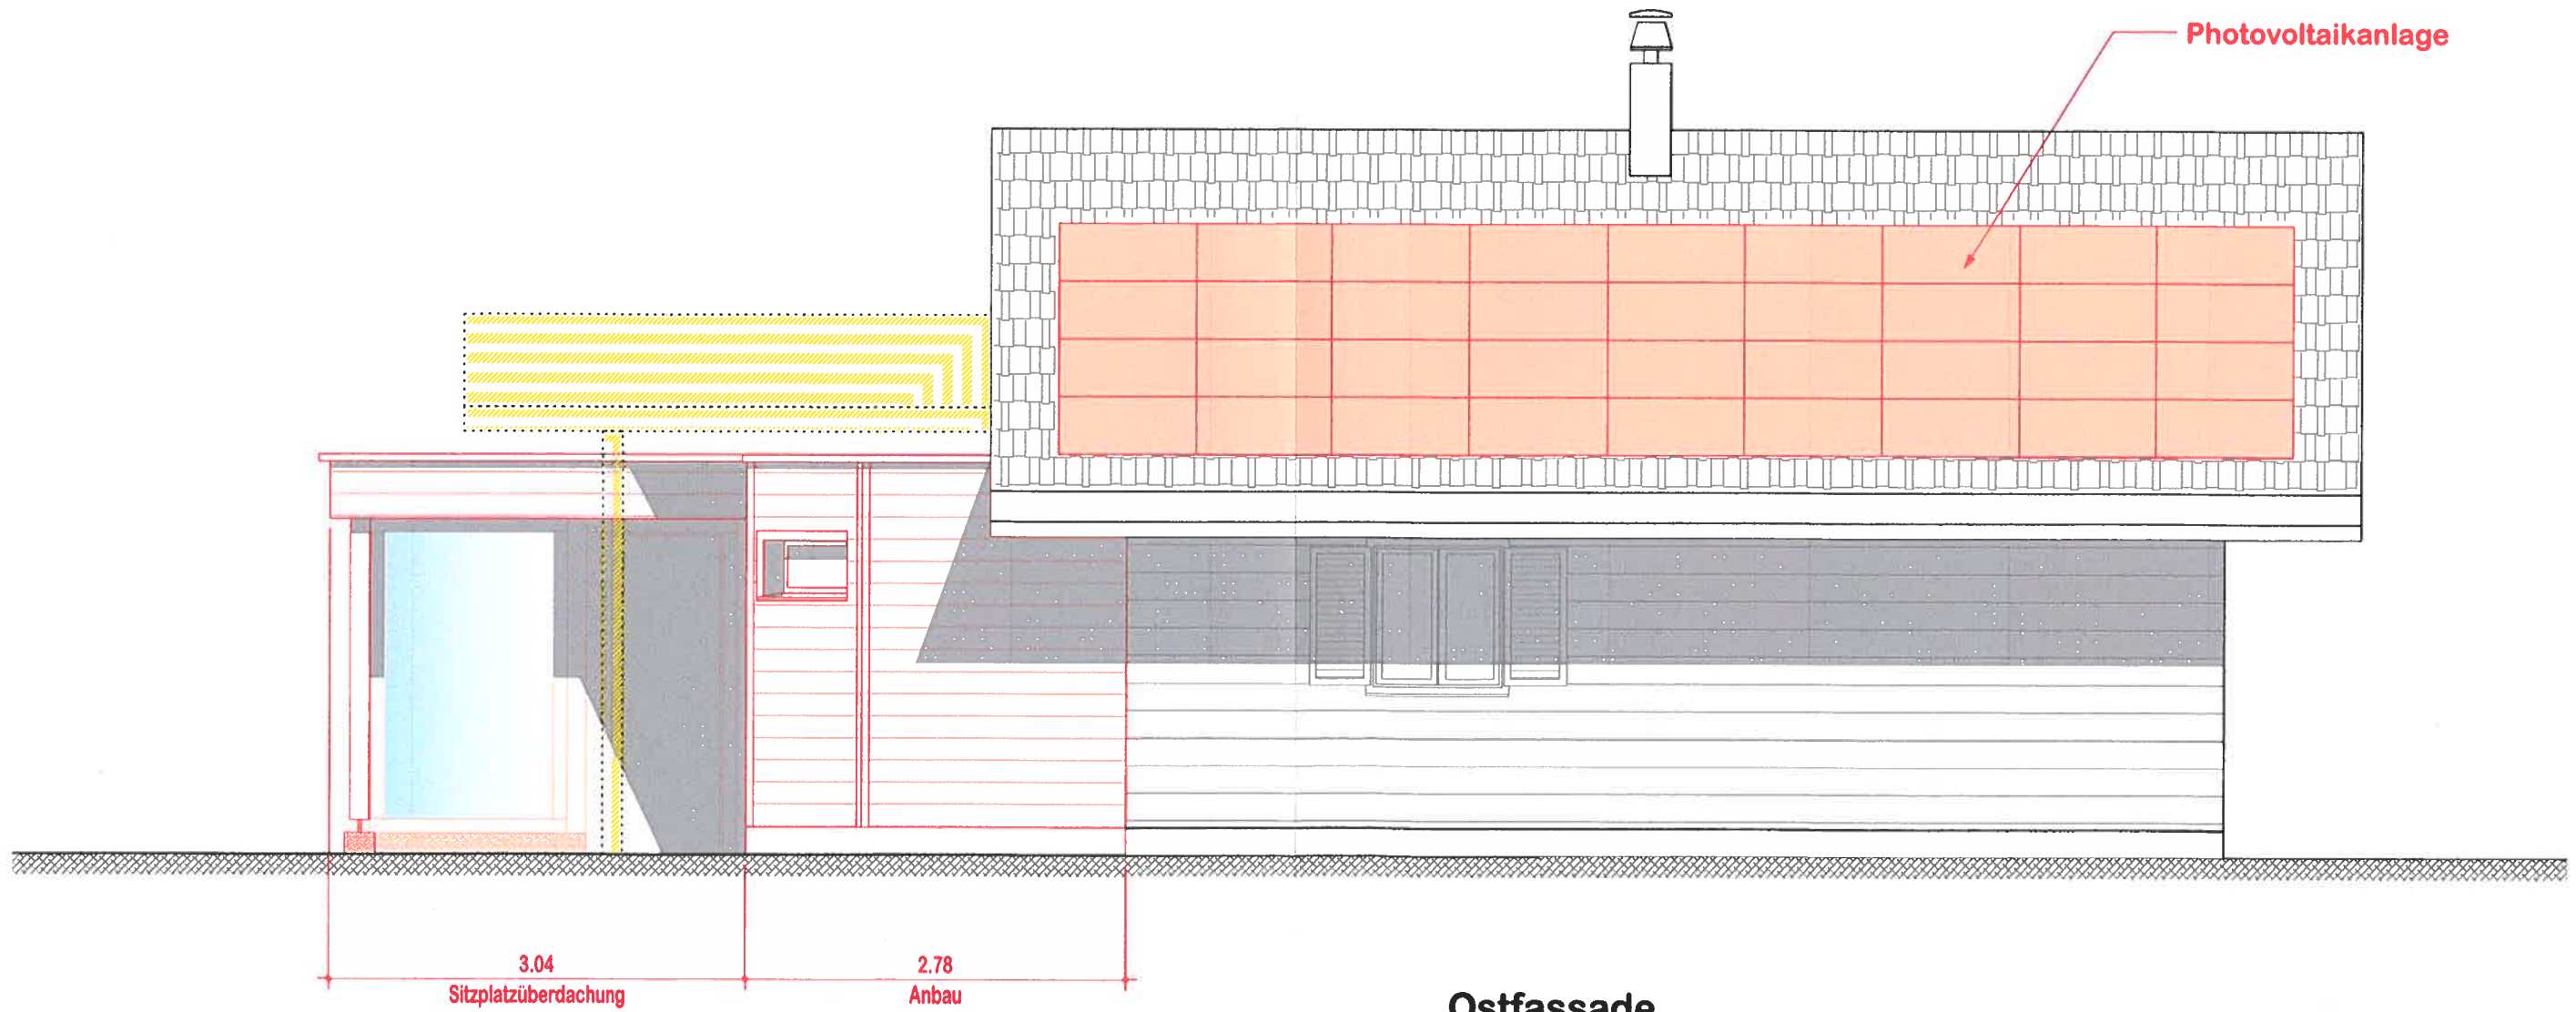 Photovoltaikanlage
3.04
2.78
Sitzplatzüberdachung
Anbau
Ostfassade